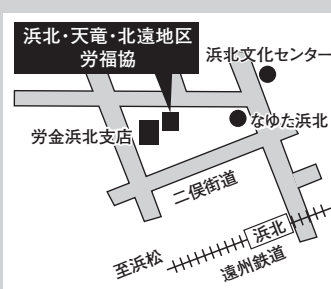 浜北・天竜・北遠地区
労福協
浜北文化センター
なゆた浜北
労金浜北支店
二俣街道
浜北
至浜松
遠州鉄道